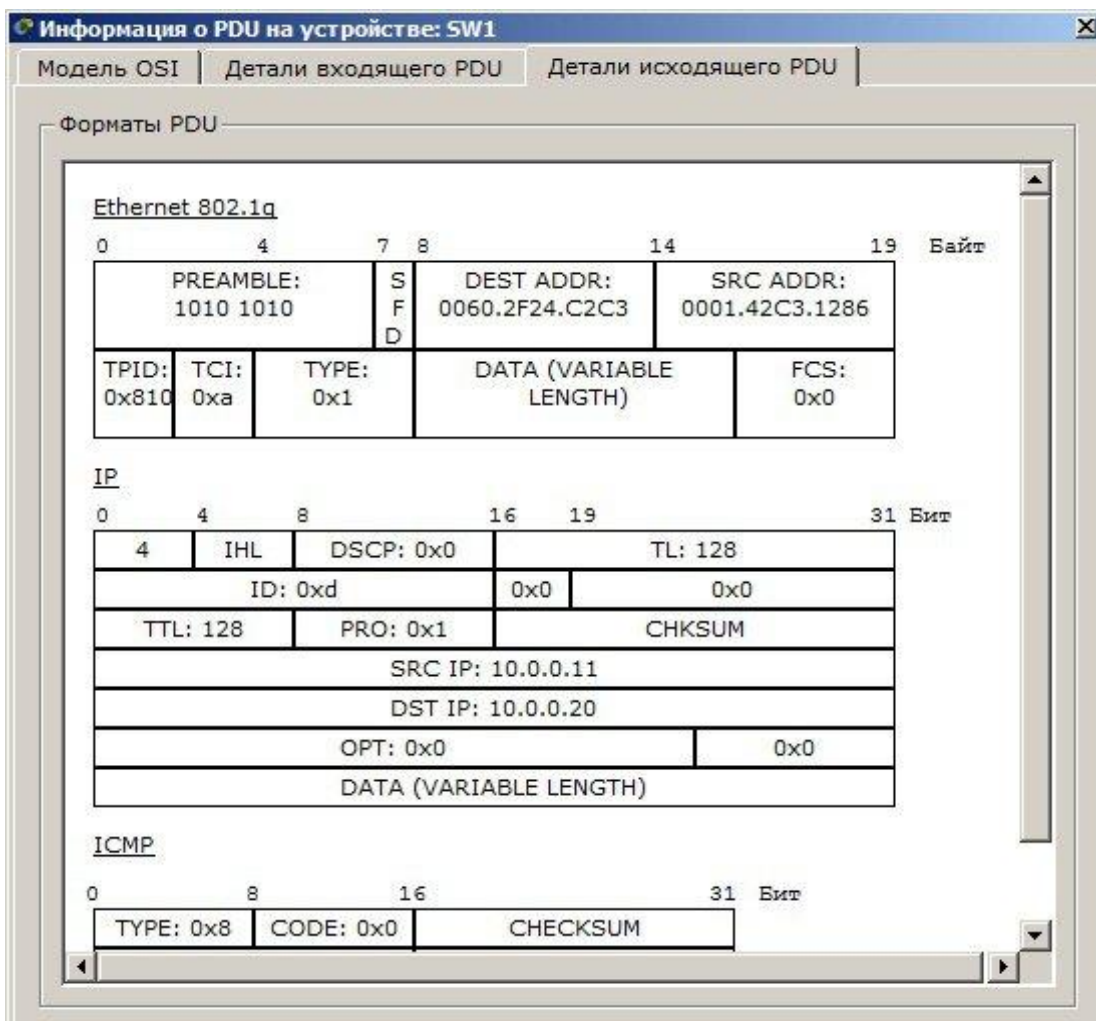 Информация о PDU на устройстве: SW1
Модель OSI Детали входящего PDU Детали исходящего PDU
Форматы PDU
Ethernet 802.1q
0 4 7 8 14 19 Байт
PREAMBLE: 1010 1010 SFD DEST ADDR: 0060.2F24.C2C3 SRC ADDR: 0001.42C3.1286
TPID: 0x810 TCI: 0xa TYPE: 0x1 DATA (VARIABLE LENGTH) FCS: 0x0
IP
0 4 8 16 19 31 Бит
4 IHL DSCP: 0x0 TL: 128
ID: 0xd 0x0 0x0
TTL: 128 PRO: 0x1 CHKSUM
SRC IP: 10.0.0.11
DST IP: 10.0.0.20
OPT: 0x0 0x0
DATA (VARIABLE LENGTH)
ICMP
0 8 16 31 Бит
TYPE: 0x8 CODE: 0x0 CHECKSUM